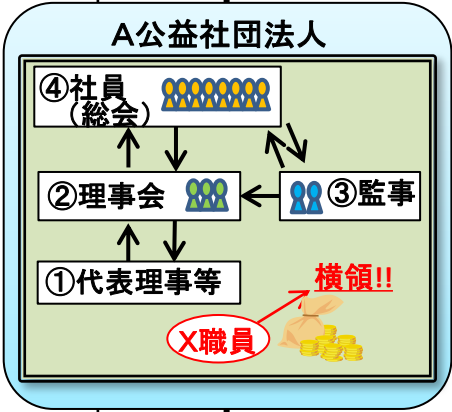 A公益社団法人
④社員
(総会)
②理事会
③監事
①代表理事等
横領!!
X職員